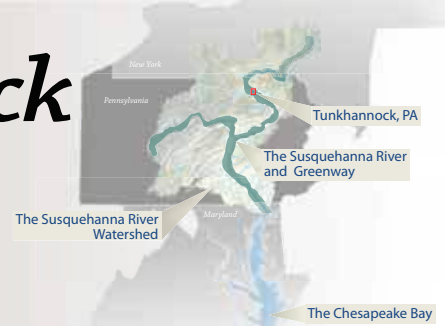 ck
New York
Pennsylvania
Tunkhannock, PA
The Susquehanna River
and Greenway
The Susquehanna River
Watershed
Maryland
The Chesapeake Bay